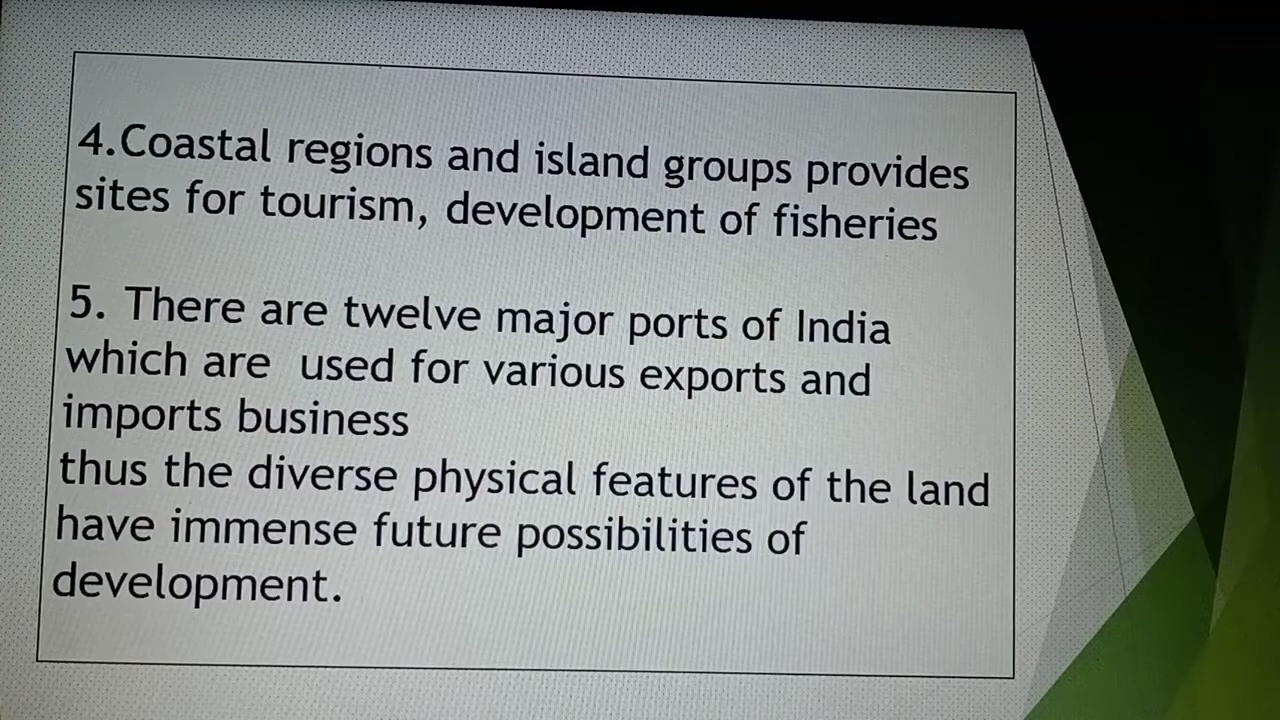 4.Coastal regions and island groups provides
sites for tourism, development of fisheries
5. There are twelve major ports of India
which are used for various exports and
imports business
thus the diverse physical features of the land
have immense future possibilities of
development.